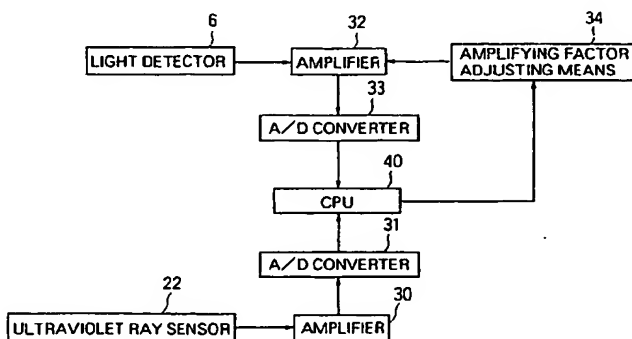 6
32
34
LIGHT DETECTOR
AMPLIFIER
AMPLIFYING FACTOR
ADJUSTING MEANS
33
A/D CONVERTER
40
CPU
31
A/D CONVERTER
22
30
ULTRAVIOLET RAY SENSOR
AMPLIFIER